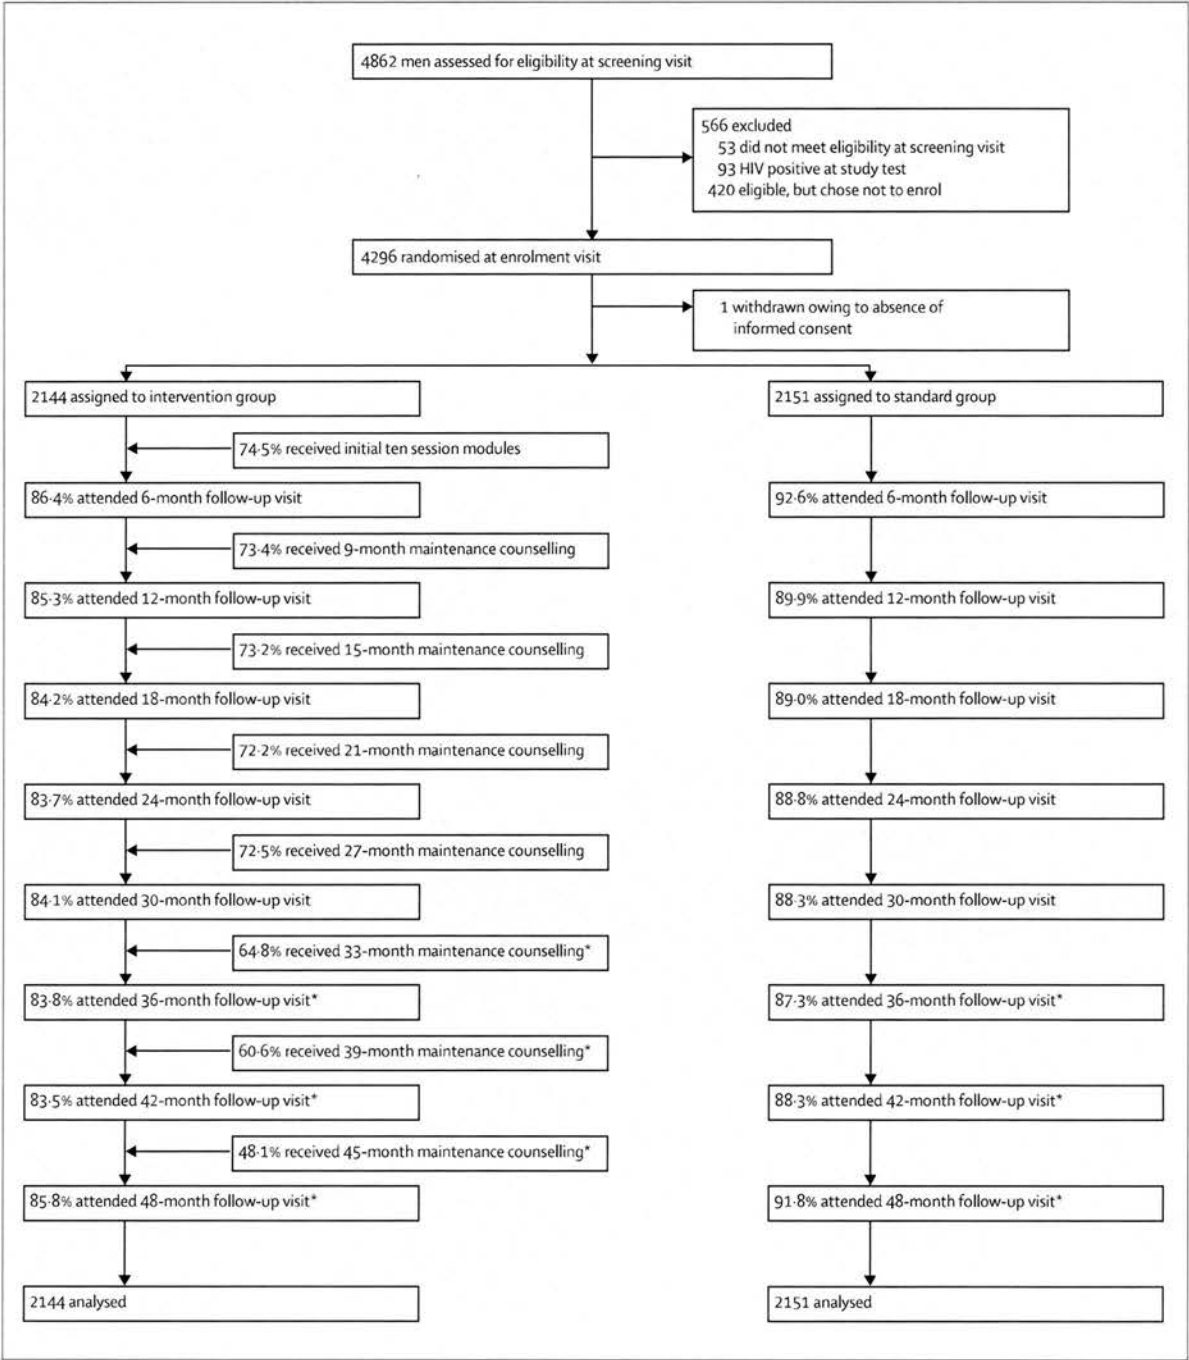 4862 men assessed for eligibility at screening visit
566 excluded
53 did not meet eligibility at screening visit
93 HIV positive at study test
420 eligible, but chose not to enrol
4296 randomised at enrolment visit
1 withdrawn owing to absence of
informed consent
2144 assigned to intervention group
2151 assigned to standard group
74·5% received initial ten session modules
86·4% attended 6-month follow-up visit
92·6% attended 6-month follow-up visit
73·4% received 9-month maintenance counselling
85·3% attended 12-month follow-up visit
89·9% attended 12-month follow-up visit
73·2% received 15-month maintenance counselling
84·2% attended 18-month follow-up visit
89·0% attended 18-month follow-up visit
72·2% received 21-month maintenance counselling
83·7% attended 24-month follow-up visit
88·8% attended 24-month follow-up visit
72·5% received 27-month maintenance counselling
84·1% attended 30-month follow-up visit
88·3% attended 30-month follow-up visit
64·8% received 33-month maintenance counselling*
83·8% attended 36-month follow-up visit*
87·3% attended 36-month follow-up visit*
60·6% received 39-month maintenance counselling*
83·5% attended 42-month follow-up visit*
88·3% attended 42-month follow-up visit*
48·1% received 45-month maintenance counselling*
85·8% attended 48-month follow-up visit*
91·8% attended 48-month follow-up visit*
2144 analysed
2151 analysed